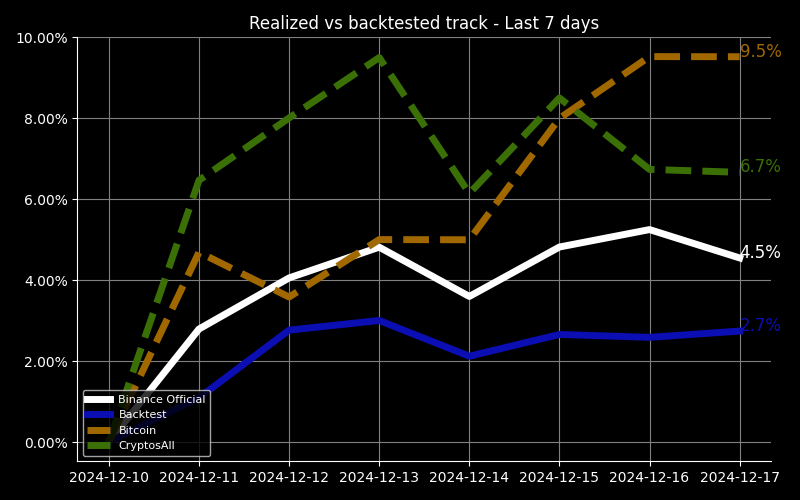 Realized vs backtested track - Last 7 days
10.00%
8.00%
6.00%
4.00%
2.00%
0.00%
9.5%
6.7%
4.5%
2.7%
Binance Official
Backtest
Bitcoin
CryptosAll
2024-12-10 2024-12-11 2024-12-12 2024-12-13 2024-12-14 2024-12-15 2024-12-16 2024-12-17